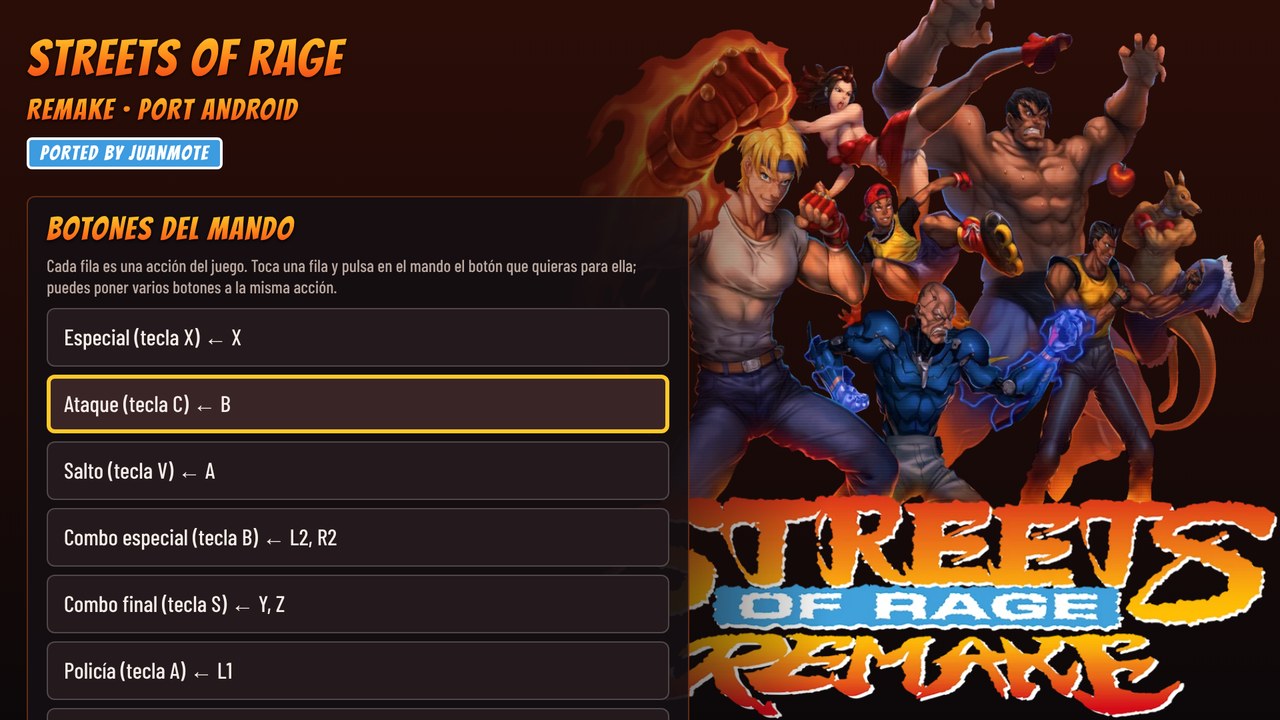 STREETS OF RAGE
REMAKE · PORT ANDROID
PORTED BY JUANMOTE
BOTONES DEL MANDO
Cada fila es una acción del juego. Toca una fila y pulsa en el mando el botón que quieras para ella;
puedes poner varios botones a la misma acción.
Especial (tecla X) ← X
Ataque (tecla C) ← B
Salto (tecla V) ← A
Combo especial (tecla B) ← L2, R2
Combo final (tecla S) ← Y, Z
Policía (tecla A) ← L1
STREETS
OF RAGE
REMAKE